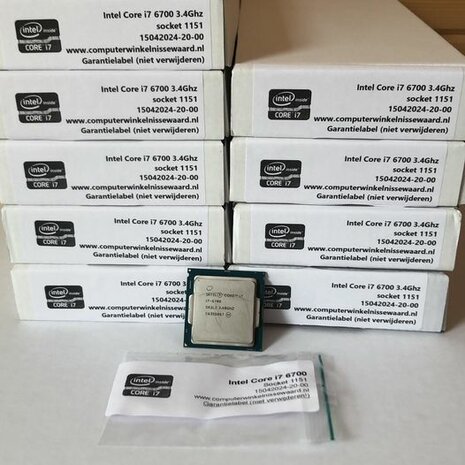 Intel Core i7 6700 3.4Ghz
socket 1151
15042024-20-00
www.computerwinkelnissewaard.nl
Garantielabel (niet verwijderen)
intel inside
CORE i7
Intel Core i7 6700 3.4Ghz
socket 1151
15042024-20-00
www.computerwinkelnissewaard.nl
Garantielabel (niet verwijderen)
intel inside
CORE i7
Intel Core i7 6700 3.4Ghz
socket 1151
15042024-20-00
www.computerwinkelnissewaard.nl
Garantielabel (niet verwijderen)
intel inside
CORE i7
Intel Core i7 6700 3.4Ghz
socket 1151
15042024-20-00
www.computerwinkelnissewaard.nl
Garantielabel (niet verwijderen)
intel inside
CORE i7
Intel Core i7 6700 3.4Ghz
socket 1151
15042024-20-00
www.computerwinkelnissewaard.nl
Garantielabel (niet verwijderen)
intel inside
CORE i7
Intel Core i7 6700 3.4Ghz
socket 1151
15042024-20-00
www.computerwinkelnissewaard.nl
Garantielabel (niet verwijderen)
intel inside
CORE i7
Intel Core i7 6700 3.4Ghz
socket 1151
15042024-20-00
www.computerwinkelnissewaard.nl
Garantielabel (niet verwijderen)
intel inside
CORE i7
Intel Core i7 6700 3.4Ghz
socket 1151
15042024-20-00
www.computerwinkelnissewaard.nl
Garantielabel (niet verwijderen)
intel inside
CORE i7
Intel Core i7 6700 3.4Ghz
socket 1151
15042024-20-00
Garantielabel (niet verwijderen)
INTEL CORE i7
i7-6700
3.40GHZ
intel inside
CORE i7
Intel Core i7 6700
Socket 1151
15042024-20-00
www.computerwinkelnissewaard.nl
Garantielabel (niet verwijderen)